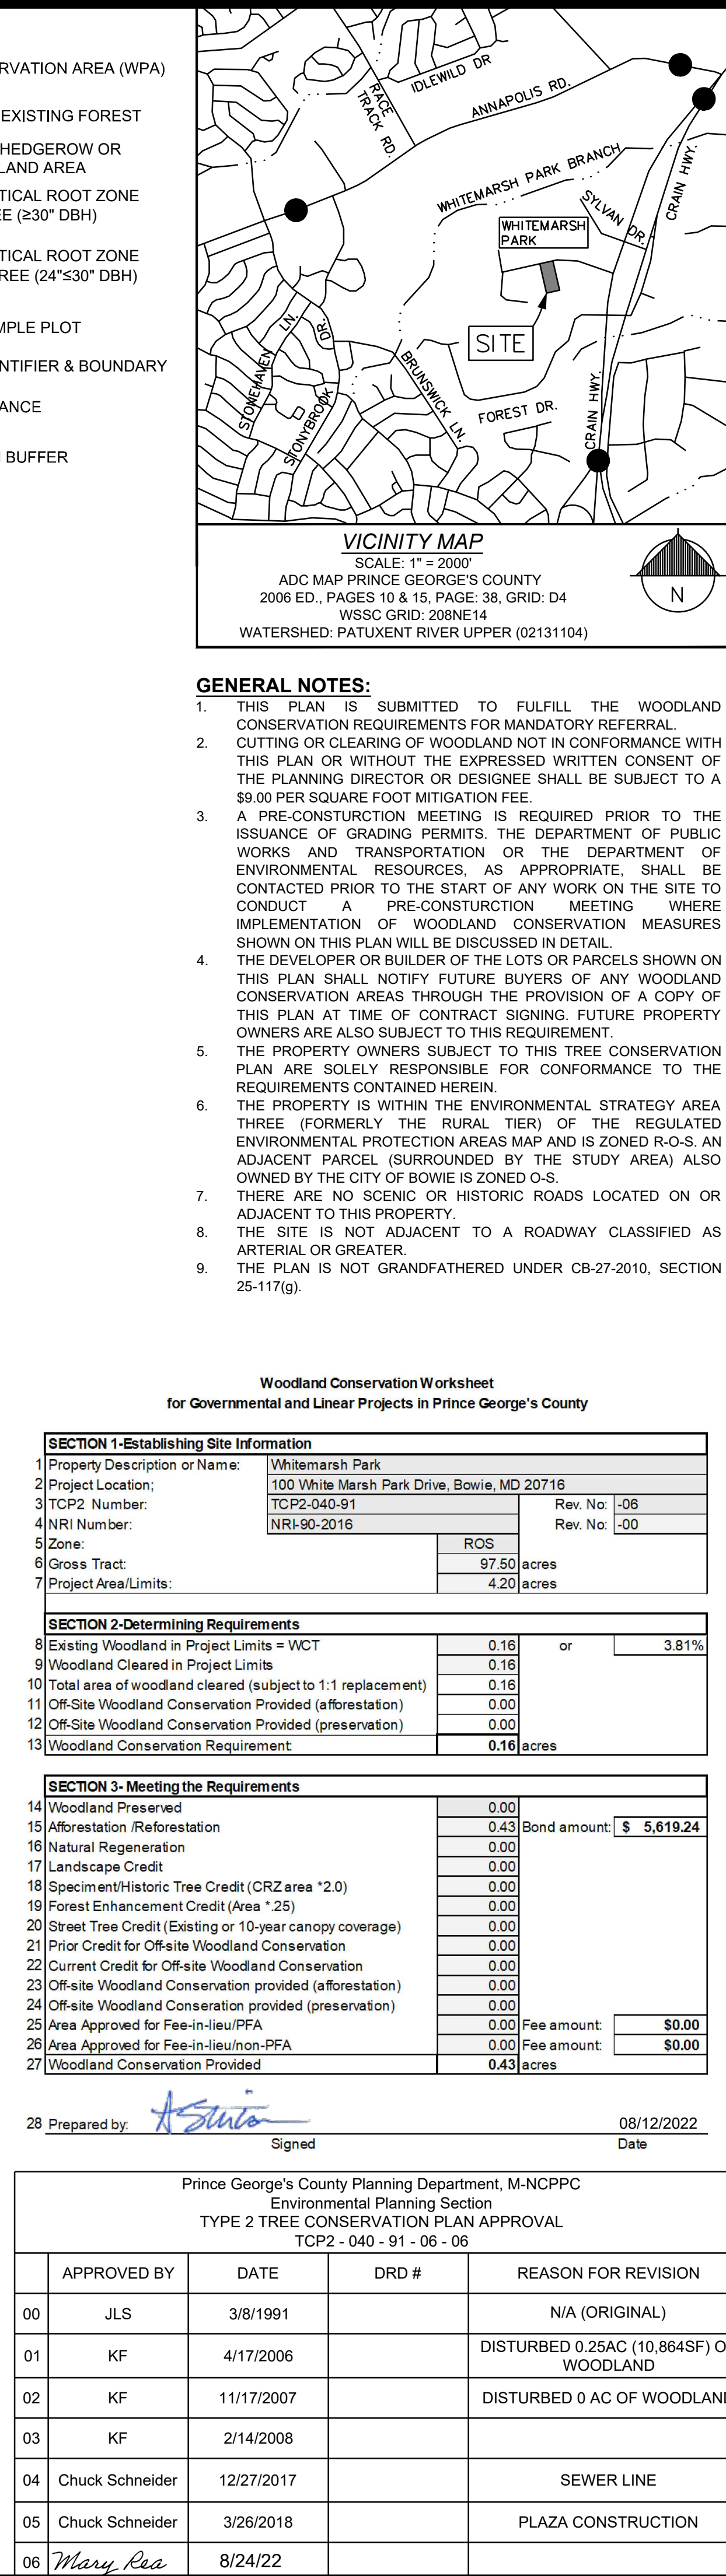 RVATION AREA (WPA)
EXISTING FOREST
HEDGEROW OR
LAND AREA
TICAL ROOT ZONE
EE (≥30" DBH)
TICAL ROOT ZONE
REE (24"≤30" DBH)
MPLE PLOT
NTIFIER & BOUNDARY
ANCE
BUFFER
IDLEWILD DR
RACE
TRACK RD.
ANNAPOLIS RD.
WHITEMARSH PARK BRANCH
CRAIN HWY.
SYLVAN DR.
WHITEMARSH
PARK
SITE
STONEHAVEN LN.
STONYBROOK DR.
BRUNSWICK LN.
FOREST DR.
CRAIN HWY.
VICINITY MAP
SCALE: 1" = 2000'
ADC MAP PRINCE GEORGE'S COUNTY
2006 ED., PAGES 10 & 15, PAGE: 38, GRID: D4
WSSC GRID: 208NE14
WATERSHED: PATUXENT RIVER UPPER (02131104)
N
GENERAL NOTES:
1. THIS PLAN IS SUBMITTED TO FULFILL THE WOODLAND
CONSERVATION REQUIREMENTS FOR MANDATORY REFERRAL.
2. CUTTING OR CLEARING OF WOODLAND NOT IN CONFORMANCE WITH
THIS PLAN OR WITHOUT THE EXPRESSED WRITTEN CONSENT OF
THE PLANNING DIRECTOR OR DESIGNEE SHALL BE SUBJECT TO A
$9.00 PER SQUARE FOOT MITIGATION FEE.
3. A PRE-CONSTURCTION MEETING IS REQUIRED PRIOR TO THE
ISSUANCE OF GRADING PERMITS. THE DEPARTMENT OF PUBLIC
WORKS AND TRANSPORTATION OR THE DEPARTMENT OF
ENVIRONMENTAL RESOURCES, AS APPROPRIATE, SHALL BE
CONTACTED PRIOR TO THE START OF ANY WORK ON THE SITE TO
CONDUCT A PRE-CONSTURCTION MEETING WHERE
IMPLEMENTATION OF WOODLAND CONSERVATION MEASURES
SHOWN ON THIS PLAN WILL BE DISCUSSED IN DETAIL.
4. THE DEVELOPER OR BUILDER OF THE LOTS OR PARCELS SHOWN ON
THIS PLAN SHALL NOTIFY FUTURE BUYERS OF ANY WOODLAND
CONSERVATION AREAS THROUGH THE PROVISION OF A COPY OF
THIS PLAN AT TIME OF CONTRACT SIGNING. FUTURE PROPERTY
OWNERS ARE ALSO SUBJECT TO THIS REQUIREMENT.
5. THE PROPERTY OWNERS SUBJECT TO THIS TREE CONSERVATION
PLAN ARE SOLELY RESPONSIBLE FOR CONFORMANCE TO THE
REQUIREMENTS CONTAINED HEREIN.
6. THE PROPERTY IS WITHIN THE ENVIRONMENTAL STRATEGY AREA
THREE (FORMERLY THE RURAL TIER) OF THE REGULATED
ENVIRONMENTAL PROTECTION AREAS MAP AND IS ZONED R-O-S. AN
ADJACENT PARCEL (SURROUNDED BY THE STUDY AREA) ALSO
OWNED BY THE CITY OF BOWIE IS ZONED O-S.
7. THERE ARE NO SCENIC OR HISTORIC ROADS LOCATED ON OR
ADJACENT TO THIS PROPERTY.
8. THE SITE IS NOT ADJACENT TO A ROADWAY CLASSIFIED AS
ARTERIAL OR GREATER.
9. THE PLAN IS NOT GRANDFATHERED UNDER CB-27-2010, SECTION
25-117(g).
Woodland Conservation Worksheet
for Governmental and Linear Projects in Prince George's County
SECTION 1-Establishing Site Information
1 Property Description or Name: Whitemarsh Park
2 Project Location; 100 White Marsh Park Drive, Bowie, MD 20716
3 TCP2 Number: TCP2-040-91 Rev. No: -06
4 NRI Number: NRI-90-2016 Rev. No: -00
5 Zone: ROS
6 Gross Tract: 97.50 acres
7 Project Area/Limits: 4.20 acres
SECTION 2-Determining Requirements
8 Existing Woodland in Project Limits = WCT 0.16 or 3.81%
9 Woodland Cleared in Project Limits 0.16
10 Total area of woodland cleared (subject to 1:1 replacement) 0.16
11 Off-Site Woodland Conservation Provided (afforestation) 0.00
12 Off-Site Woodland Conservation Provided (preservation) 0.00
13 Woodland Conservation Requirement: 0.16 acres
SECTION 3- Meeting the Requirements
14 Woodland Preserved 0.00
15 Afforestation /Reforestation 0.43 Bond amount: $ 5,619.24
16 Natural Regeneration 0.00
17 Landscape Credit 0.00
18 Speciment/Historic Tree Credit (CRZ area *2.0) 0.00
19 Forest Enhancement Credit (Area *.25) 0.00
20 Street Tree Credit (Existing or 10-year canopy coverage) 0.00
21 Prior Credit for Off-site Woodland Conservation 0.00
22 Current Credit for Off-site Woodland Conservation 0.00
23 Off-site Woodland Conservation provided (afforestation) 0.00
24 Off-site Woodland Conseration provided (preservation) 0.00
25 Area Approved for Fee-in-lieu/PFA 0.00 Fee amount: $0.00
26 Area Approved for Fee-in-lieu/non-PFA 0.00 Fee amount: $0.00
27 Woodland Conservation Provided 0.43 acres
28 Prepared by: 08/12/2022
Signed Date
Prince George's County Planning Department, M-NCPPC
Environmental Planning Section
TYPE 2 TREE CONSERVATION PLAN APPROVAL
TCP2 - 040 - 91 - 06 - 06
APPROVED BY DATE DRD # REASON FOR REVISION
00 JLS 3/8/1991 N/A (ORIGINAL)
01 KF 4/17/2006 DISTURBED 0.25AC (10,864SF) O
WOODLAND
02 KF 11/17/2007 DISTURBED 0 AC OF WOODLAN
03 KF 2/14/2008
04 Chuck Schneider 12/27/2017 SEWER LINE
05 Chuck Schneider 3/26/2018 PLAZA CONSTRUCTION
06 Mary Rea 8/24/22